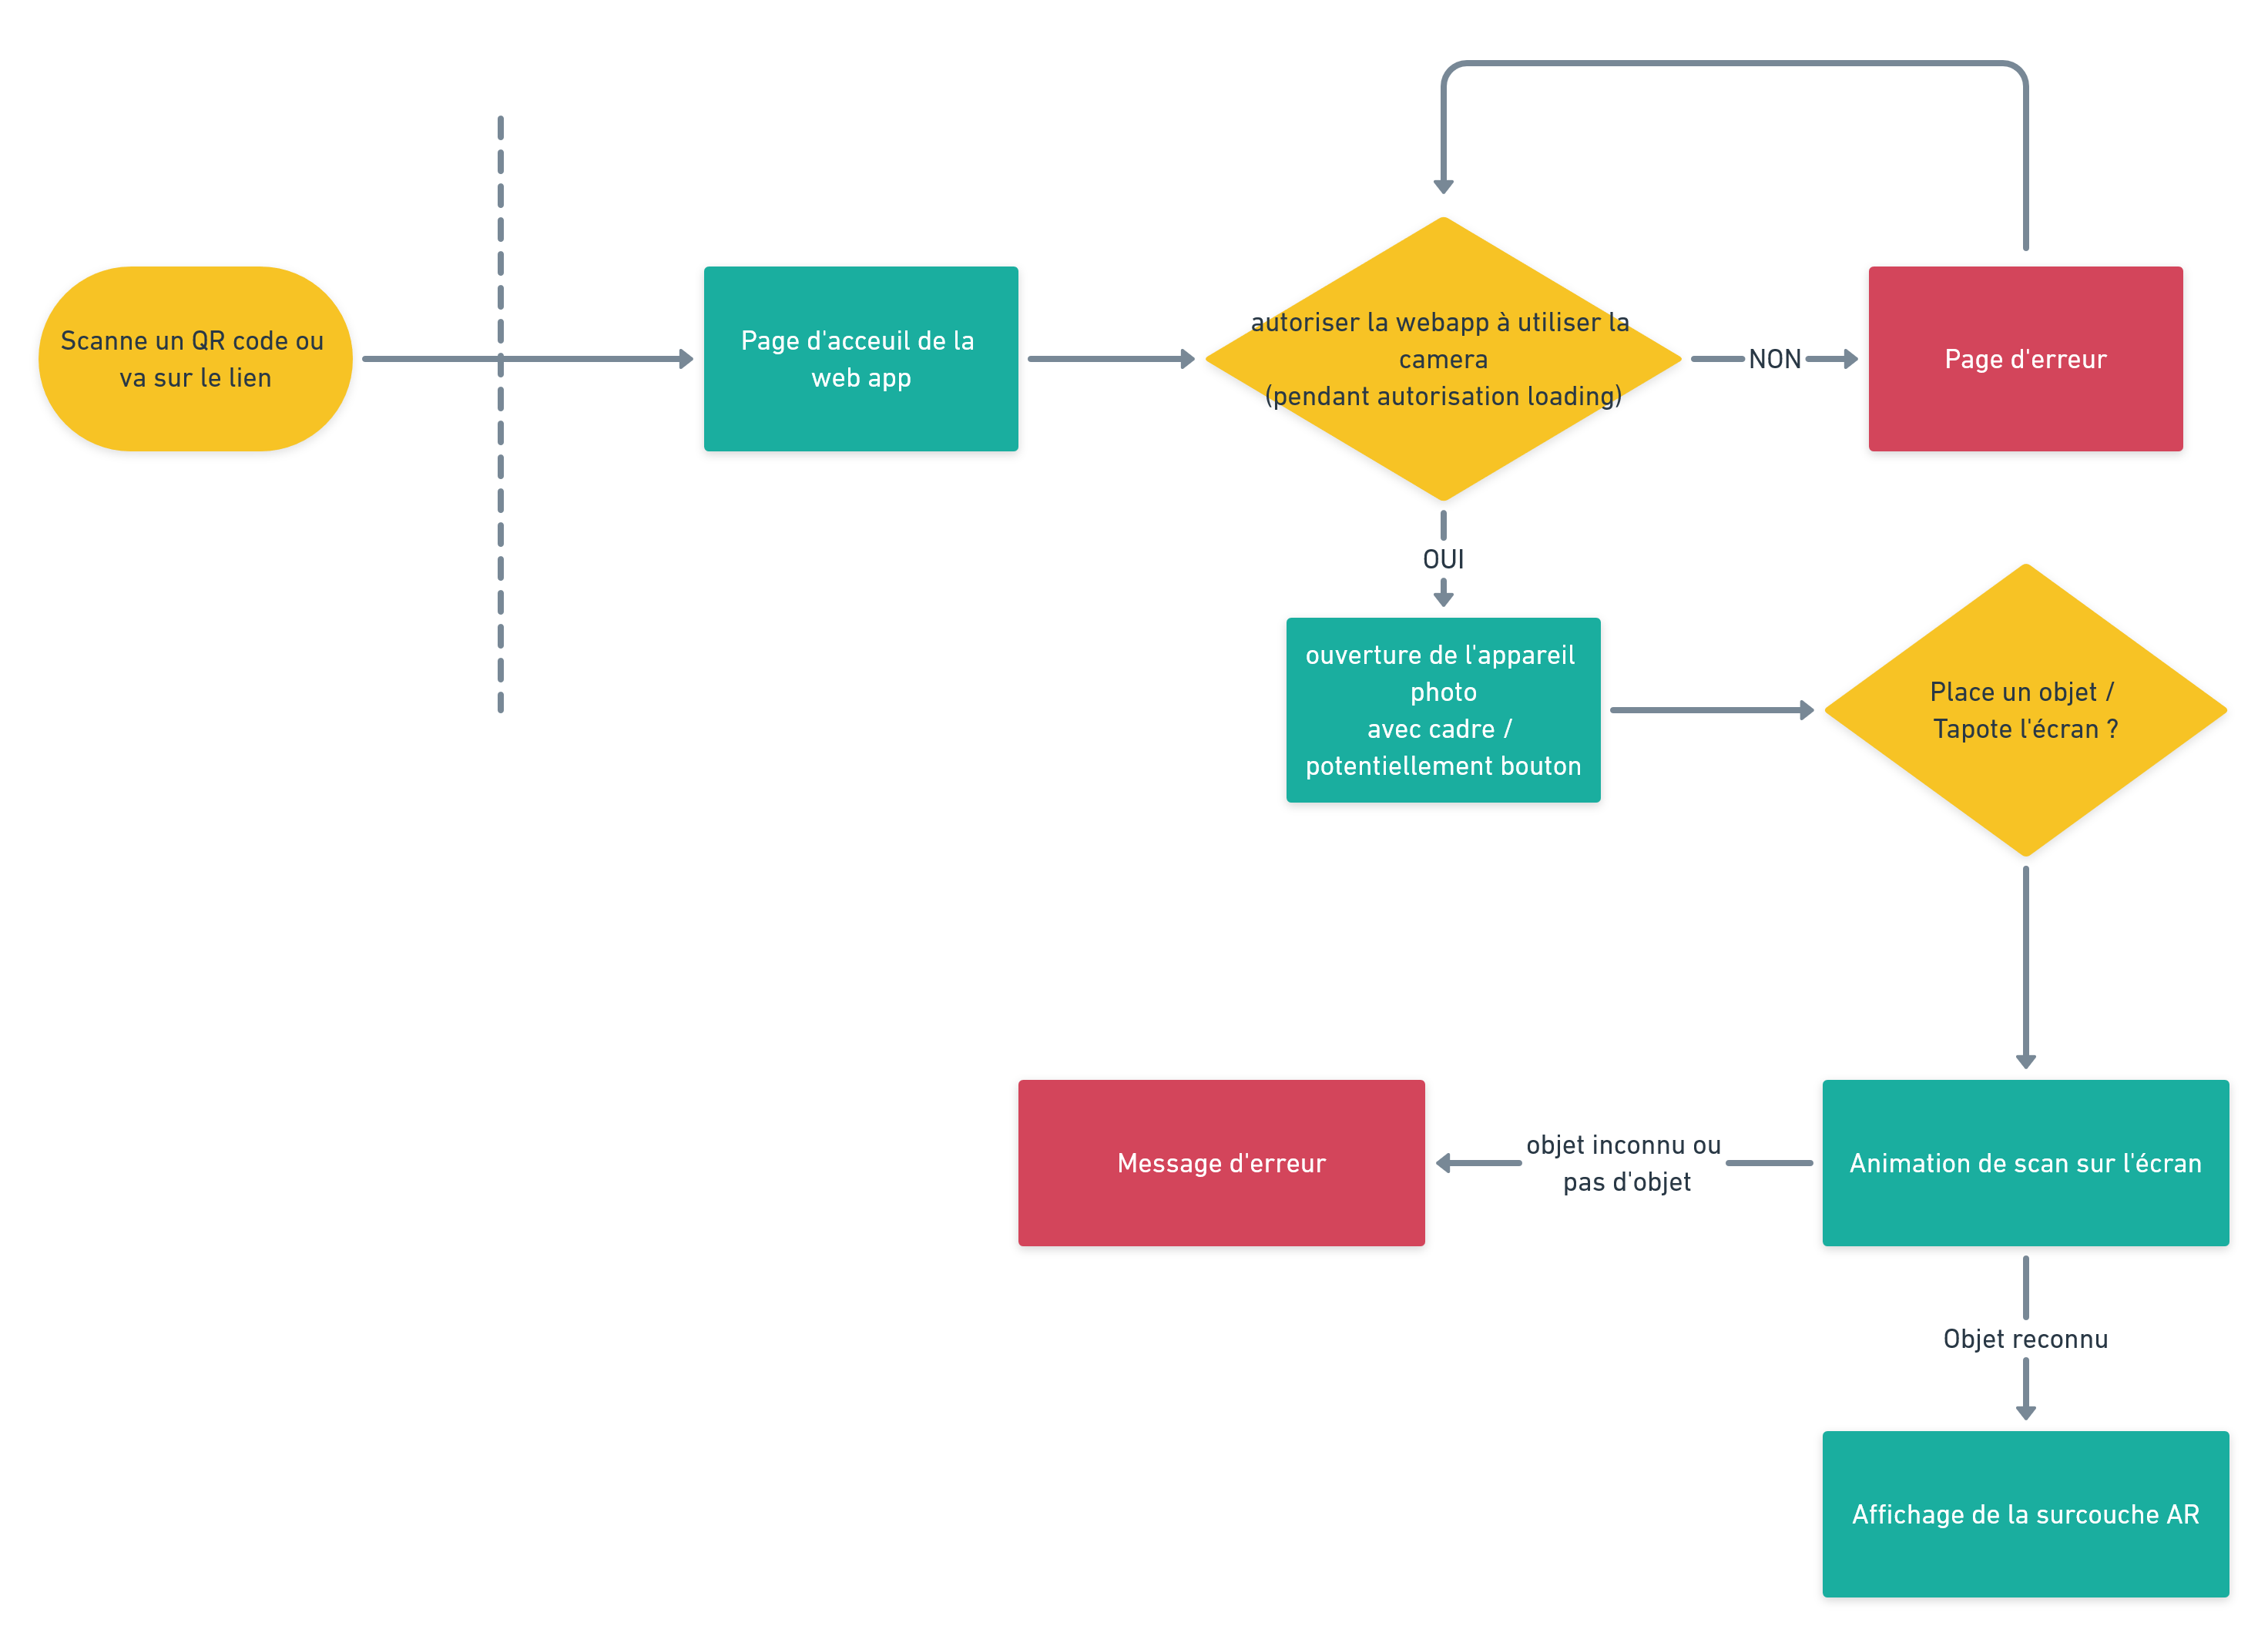 Scanne un QR code ou
va sur le lien
Page d'acceuil de la
web app
autoriser la webapp à utiliser la
camera
(pendant autorisation loading)
NON
Page d'erreur
OUI
ouverture de l'appareil
photo
avec cadre /
potentiellement bouton
Place un objet /
Tapote l'écran ?
Message d'erreur
objet inconnu ou
pas d'objet
Animation de scan sur l'écran
Objet reconnu
Affichage de la surcouche AR